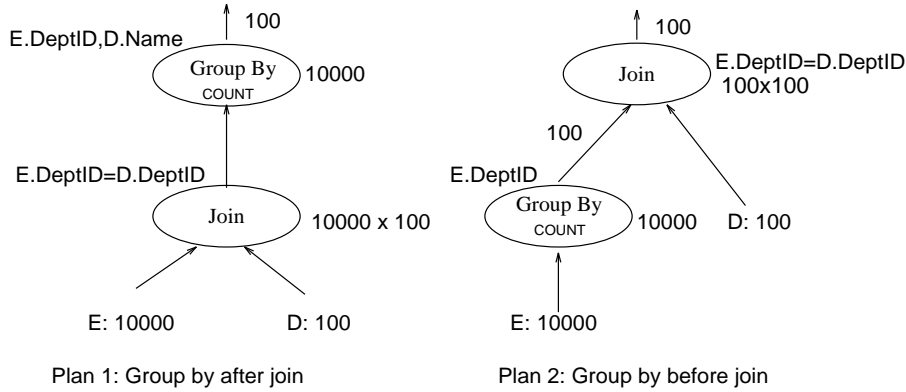 100
E.DeptID,D.Name
Group By
COUNT
10000
E.DeptID=D.DeptID
Join
10000 x 100
E: 10000
D: 100
Plan 1: Group by after join
100
Join
E.DeptID=D.DeptID
100x100
100
E.DeptID
Group By
COUNT
10000
D: 100
E: 10000
Plan 2: Group by before join